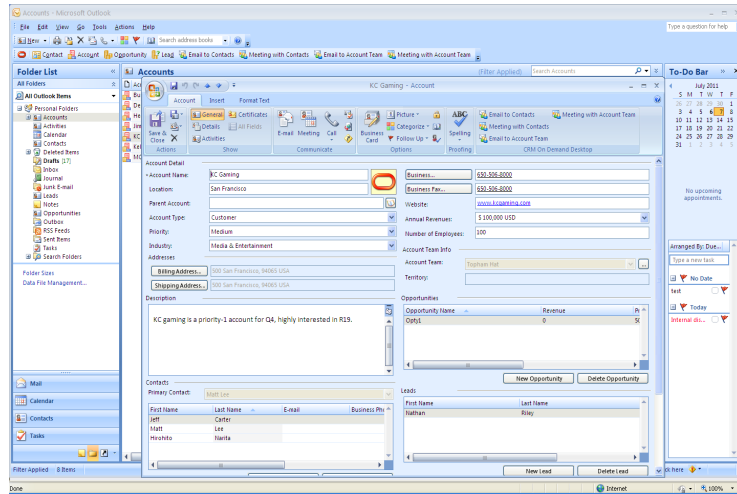 Accounts - Microsoft Outlook
File Edit View Go Tools Actions Help
Type a question for help
New Search address books
Contact Account Opportunity Lead Email to Contacts Meeting with Contacts Email to Account Team Meeting with Account Team
Folder List
All Folders
All Outlook Items
Personal Folders
Accounts
Activities
Calendar
Contacts
Deleted Items
Drafts [17]
Inbox
Journal
Junk E-mail
Leads
Notes
Opportunities
Outbox
RSS Feeds
Sent Items
Tasks
Search Folders
Folder Sizes
Data File Management...
Mail
Calendar
Contacts
Tasks
Filter Applied 8 Items
Done
Accounts
(Filter Applied) Search Accounts
KC Gaming - Account
Account Insert Format Text
Save & Close
Actions
General Certificates
Details All Fields
Activities
Show
E-mail Meeting Call
Communicate
Business Card
Picture
Categorize
Follow Up
Options
ABC
Spelling
Proofing
Email to Contacts Meeting with Account Team
Meeting with Contacts
Email to Account Team
CRM On Demand Desktop
Account Detail
Account Name: KC Gaming
Location: San Francisco
Parent Account:
Account Type: Customer
Priority: Medium
Industry: Media & Entertainment
Business... 650-506-8000
Business Fax... 650-506-8000
Website: www.kcgaming.com
Annual Revenues: $ 100,000 USD
Number of Employees: 100
Addresses
Billing Address... 500 San Francisco, 94065 USA
Shipping Address... 500 San Francisco, 94065 USA
Account Team Info
Account Team: Topham Hat
Territory:
Description
KC gaming is a priority-1 account for Q4, highly interested in R19.
Opportunities
Opportunity Name Revenue
Opty1 0
New Opportunity Delete Opportunity
Contacts
Primary Contact: Matt Lee
First Name Last Name E-mail Business
Jeff Carter
Matt Lee
Hirohito Narita
Leads
First Name Last Name
Nathan Riley
New Lead Delete Lead
To-Do Bar
July 2011
S M T W T F S
26 27 28 29 30 1 2
3 4 5 6 7 8 9
10 11 12 13 14 15 16
17 18 19 20 21 22 23
24 25 26 27 28 29 30
31 1 2 3 4 5 6
No upcoming appointments.
Arranged By: Due...
Type a new task
No Date
test
Today
Internal dis...
Internet 100%